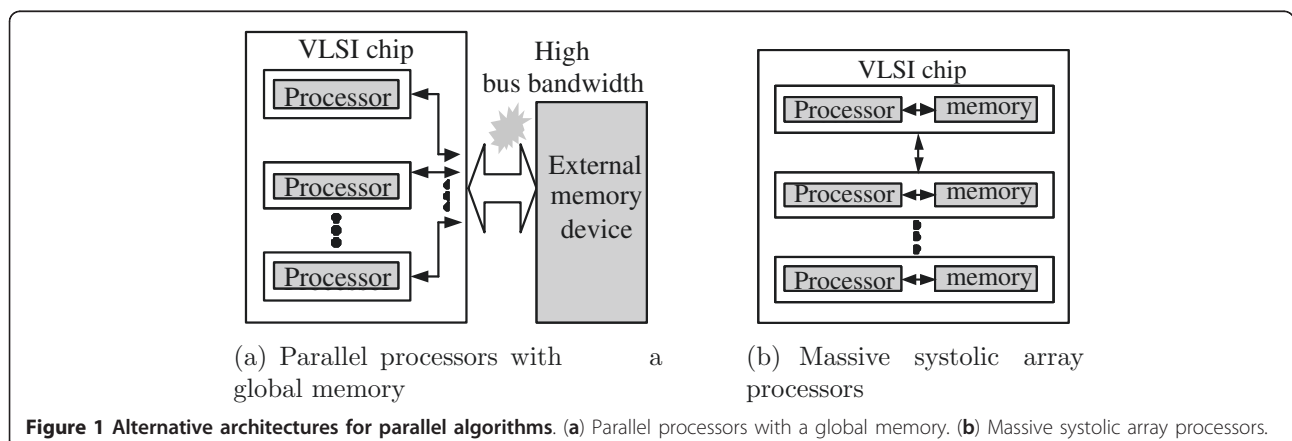 VLSI chip
Processor
Processor
Processor
High
bus bandwidth
External
memory
device
(a) Parallel processors with a
global memory
VLSI chip
Processor memory
Processor memory
Processor memory
(b) Massive systolic array
processors
Figure 1 Alternative architectures for parallel algorithms. (a) Parallel processors with a global memory. (b) Massive systolic array processors.